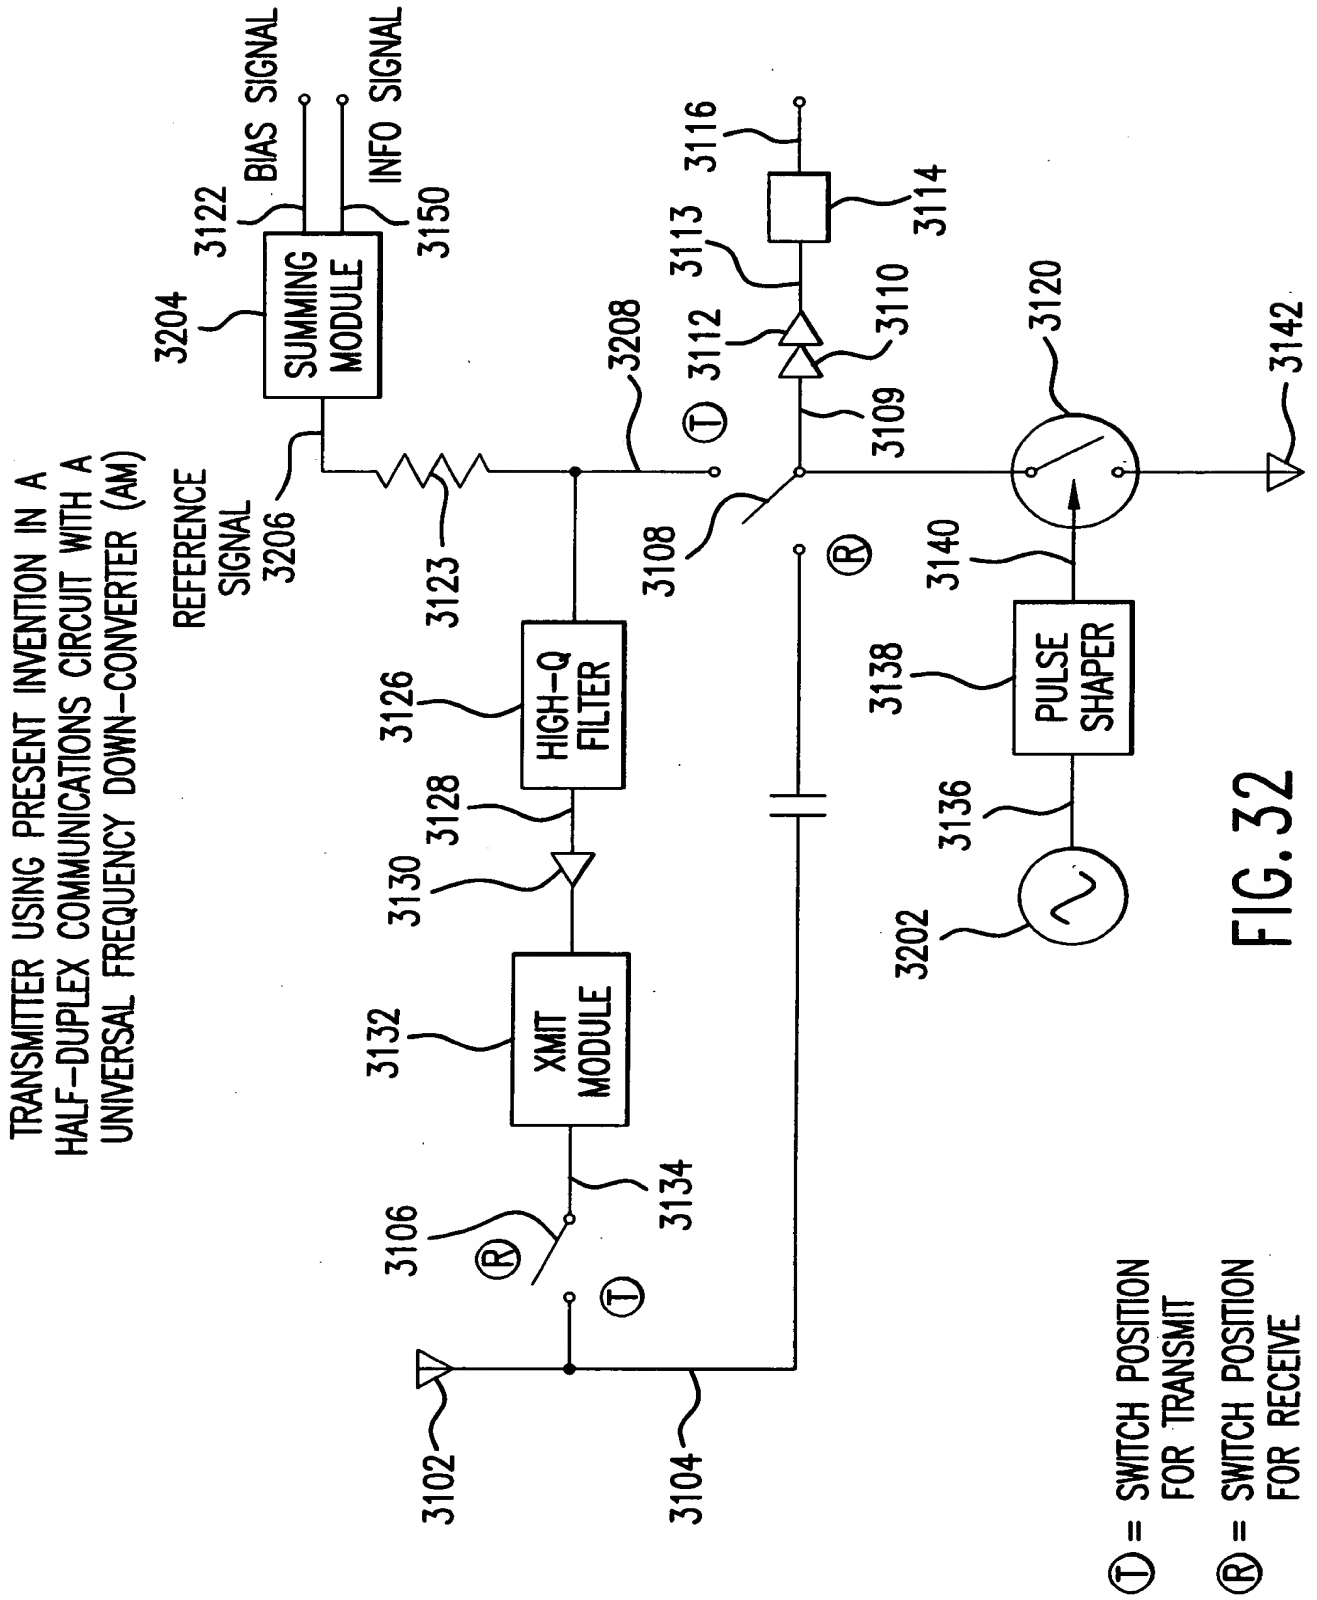 TRANSMITTER USING PRESENT INVENTION IN A
HALF-DUPLEX COMMUNICATIONS CIRCUIT WITH A
UNIVERSAL FREQUENCY DOWN-CONVERTER (AM)
REFERENCE
SIGNAL
3206
3204
SUMMING
MODULE
3122
BIAS SIGNAL
INFO SIGNAL
3150
3123
3102
3104
3106
R
T
3134
3132
XMIT
MODULE
3130
3128
3126
HIGH-Q
FILTER
3208
T
3108
R
3109
3110
3112
3113
3114
3116
3202
3136
3138
PULSE
SHAPER
3140
3120
3142
T = SWITCH POSITION
FOR TRANSMIT
R = SWITCH POSITION
FOR RECEIVE
FIG. 32